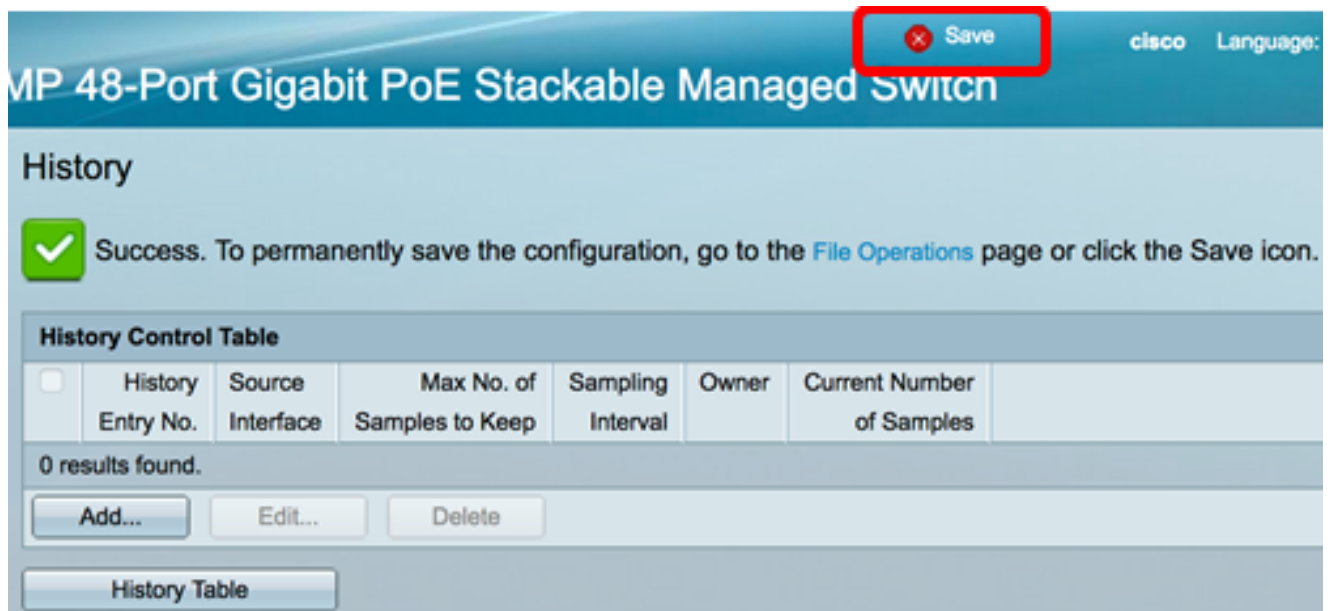 Save
cisco Language:
MP 48-Port Gigabit PoE Stackable Managed Switch
History
Success. To permanently save the configuration, go to the File Operations page or click the Save icon.
History Control Table
History Entry No. Source Interface Max No. of Samples to Keep Sampling Interval Owner Current Number of Samples
0 results found.
Add... Edit... Delete
History Table